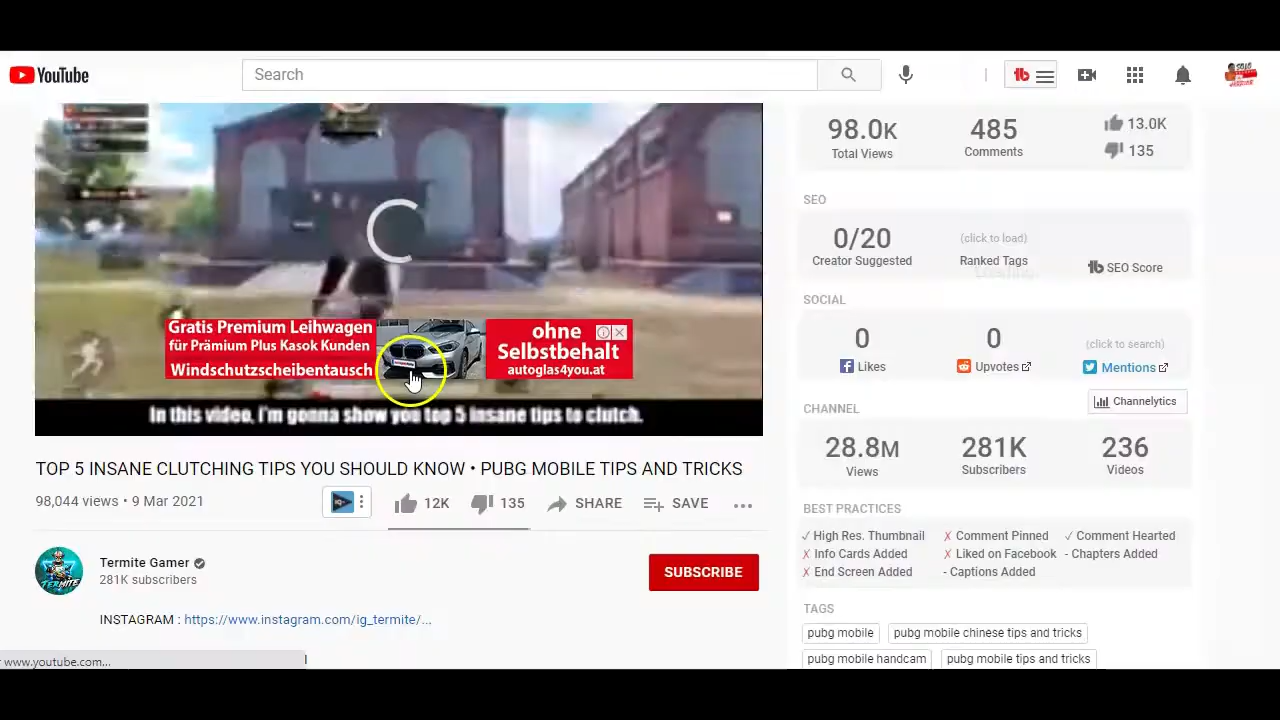 YouTube
Search
Gratis Premium Leihwagen
für Prämium Plus Kasok Kunden
Windschutzscheibentausch
ohne
Selbstbehalt
autoglas4you.at
In this video, i'm gonna show you top 5 insane tips to clutch.
TOP 5 INSANE CLUTCHING TIPS YOU SHOULD KNOW • PUBG MOBILE TIPS AND TRICKS
98,044 views • 9 Mar 2021
12K
135
SHARE
SAVE
Termite Gamer
281K subscribers
SUBSCRIBE
INSTAGRAM : https://www.instagram.com/ig_termite/...
www.youtube.com...
98.0K
Total Views
485
Comments
13.0K
135
SEO
0/20
Creator Suggested
(click to load)
Ranked Tags
Loading...
SEO Score
SOCIAL
0
Likes
0
Upvotes
(click to search)
Mentions
CHANNEL
Channelytics
28.8M
Views
281K
Subscribers
236
Videos
BEST PRACTICES
✓ High Res. Thumbnail
✗ Comment Pinned
✓ Comment Hearted
✗ Info Cards Added
✗ Liked on Facebook
- Chapters Added
✗ End Screen Added
- Captions Added
TAGS
pubg mobile
pubg mobile chinese tips and tricks
pubg mobile handcam
pubg mobile tips and tricks